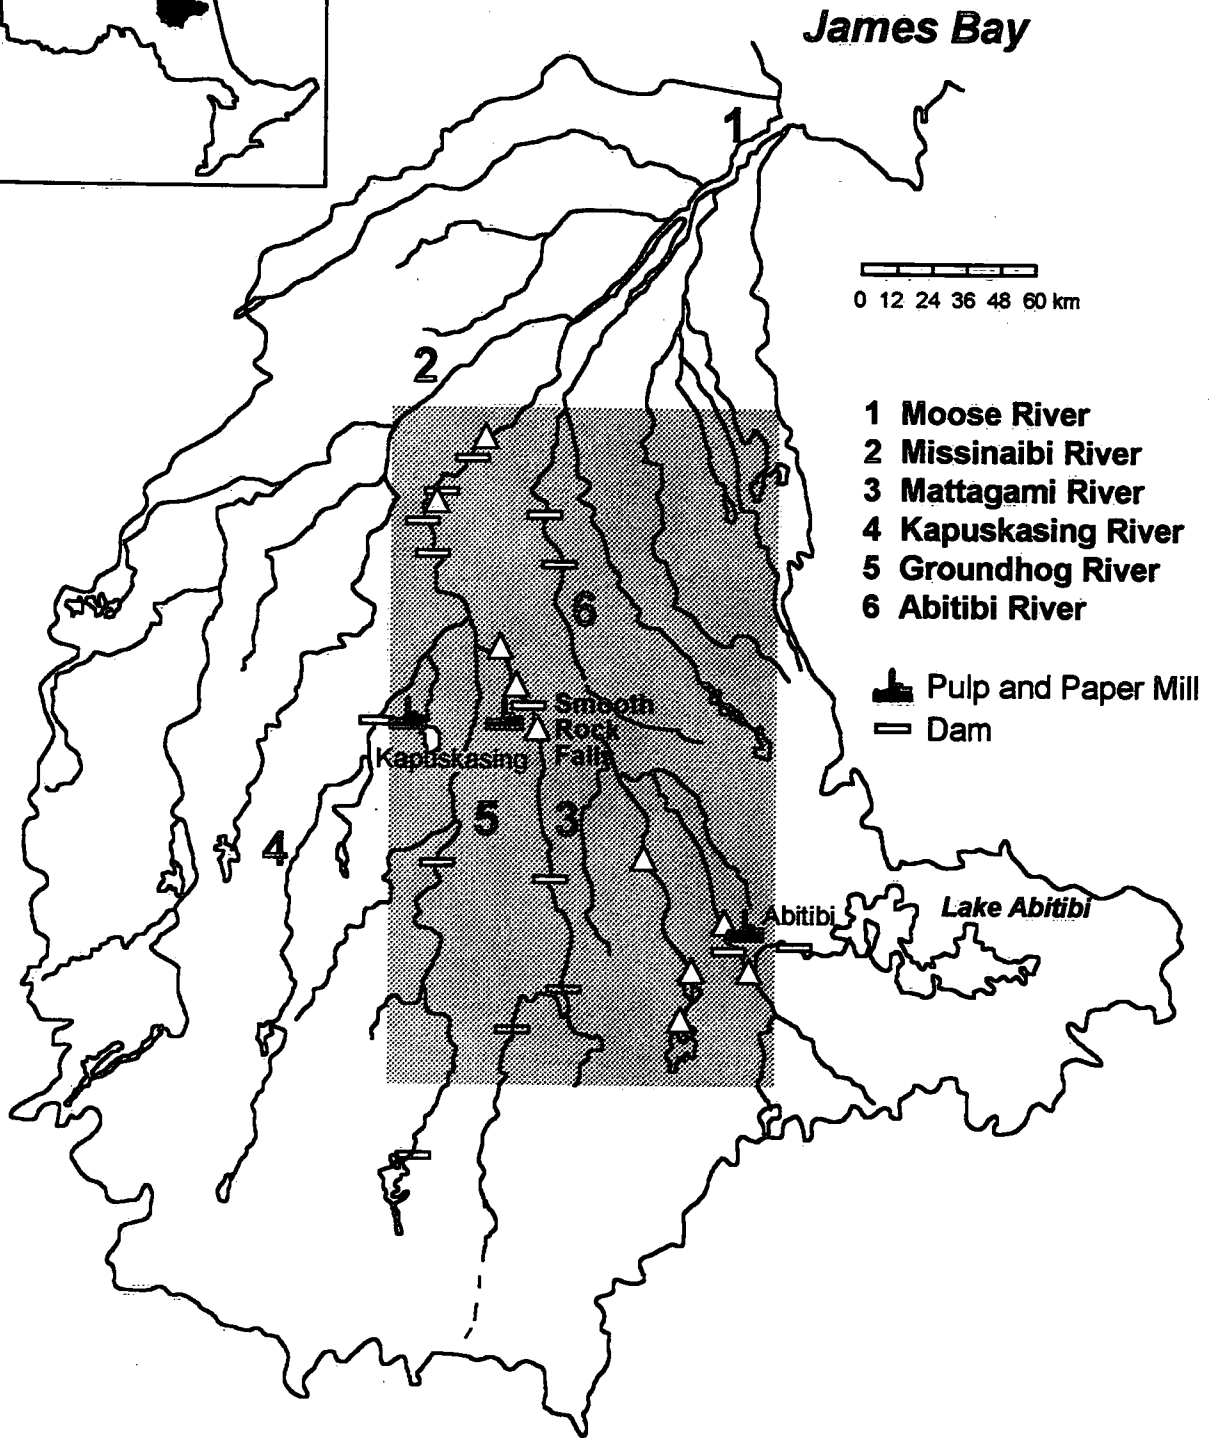 James Bay
1
0 12 24 36 48 60 km
2
1 Moose River
2 Missinaibi River
3 Mattagami River
4 Kapuskasing River
5 Groundhog River
6 Abitibi River
6
Pulp and Paper Mill
Dam
Smooth
Rock
Falls
Kapuskasing
5
3
4
Abitibi
Lake Abitibi